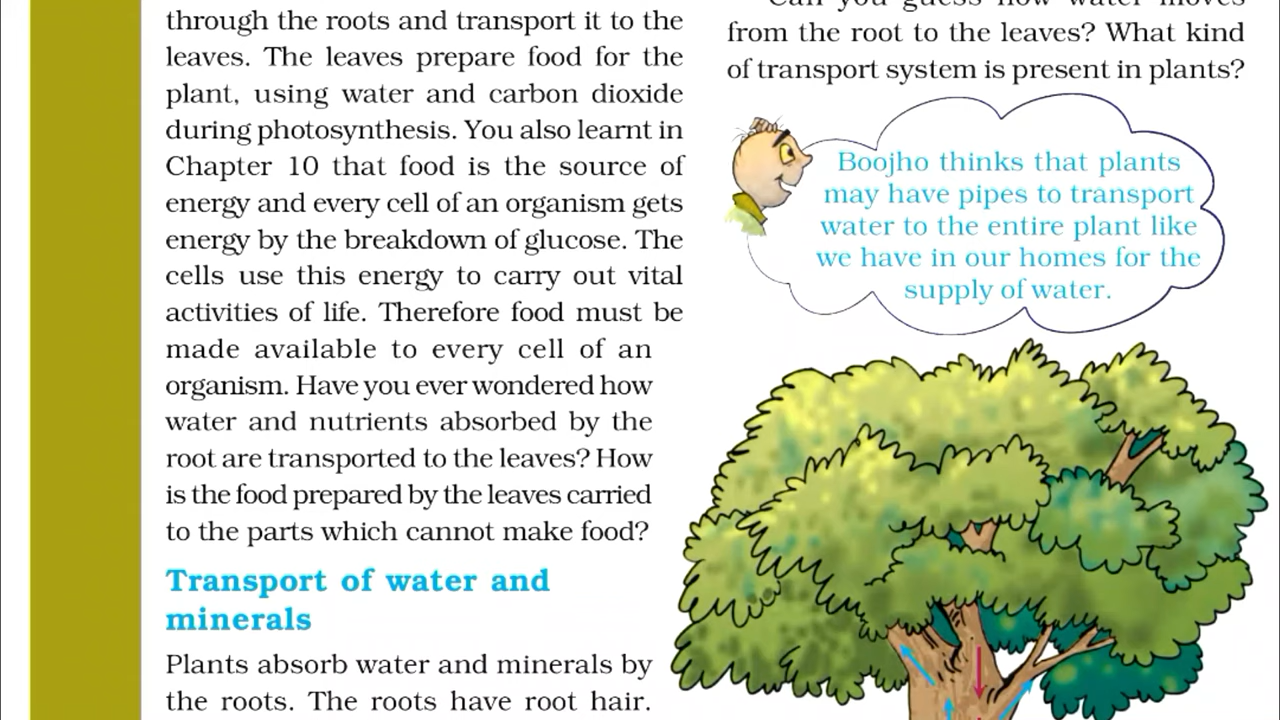 through the roots and transport it to the
leaves. The leaves prepare food for the
plant, using water and carbon dioxide
during photosynthesis. You also learnt in
Chapter 10 that food is the source of
energy and every cell of an organism gets
energy by the breakdown of glucose. The
cells use this energy to carry out vital
activities of life. Therefore food must be
made available to every cell of an
organism. Have you ever wondered how
water and nutrients absorbed by the
root are transported to the leaves? How
is the food prepared by the leaves carried
to the parts which cannot make food?
Transport of water and
minerals
Plants absorb water and minerals by
the roots. The roots have root hair.
Can you guess how water moves
from the root to the leaves? What kind
of transport system is present in plants?
Boojho thinks that plants
may have pipes to transport
water to the entire plant like
we have in our homes for the
supply of water.